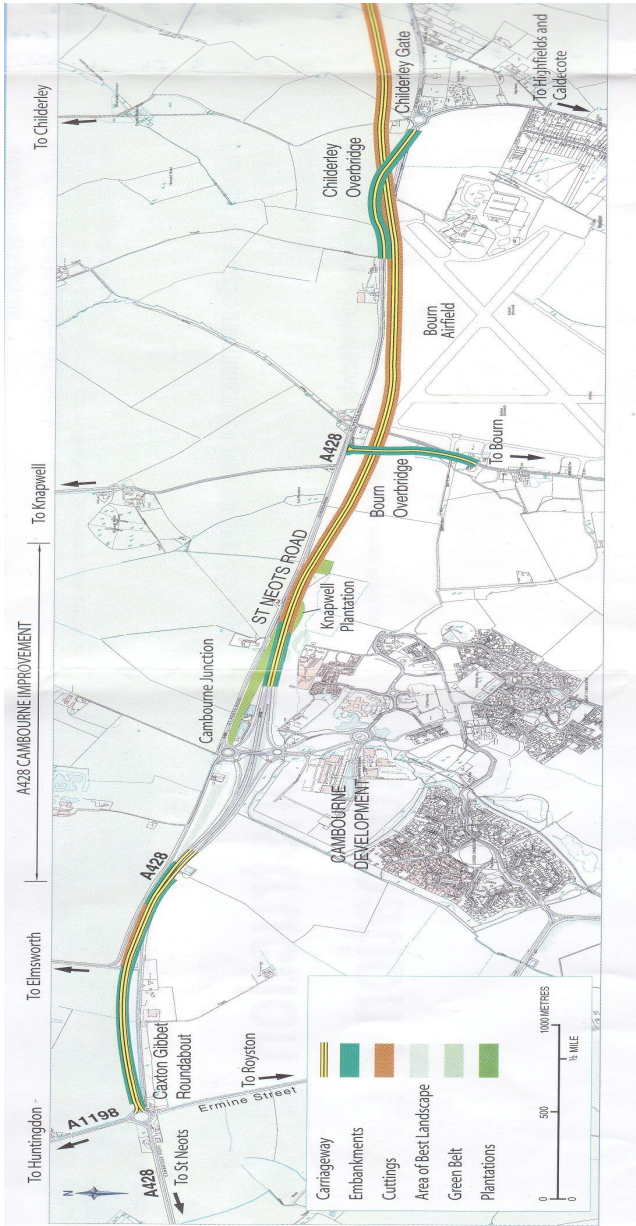 A428 CAMBOURNE IMPROVEMENT
To Huntingdon
To Elmsworth
To Knapwell
To Childerley
N
A1198
A428
To St Neots
Caxton Gibbet
Roundabout
To Royston
Ermine Street
A428
Cambourne Junction
CAMBOURNE
DEVELOPMENT
ST NEOTS ROAD
Knapwell
Plantation
A428
Bourn
Overbridge
To Bourn
Bourn
Airfield
Childerley
Overbridge
Childerley Gate
To Highfields and
Caldecote
Carriageway
Embankments
Cuttings
Area of Best Landscape
Green Belt
Plantations
0 500 1000 METRES
0 ½ MILE